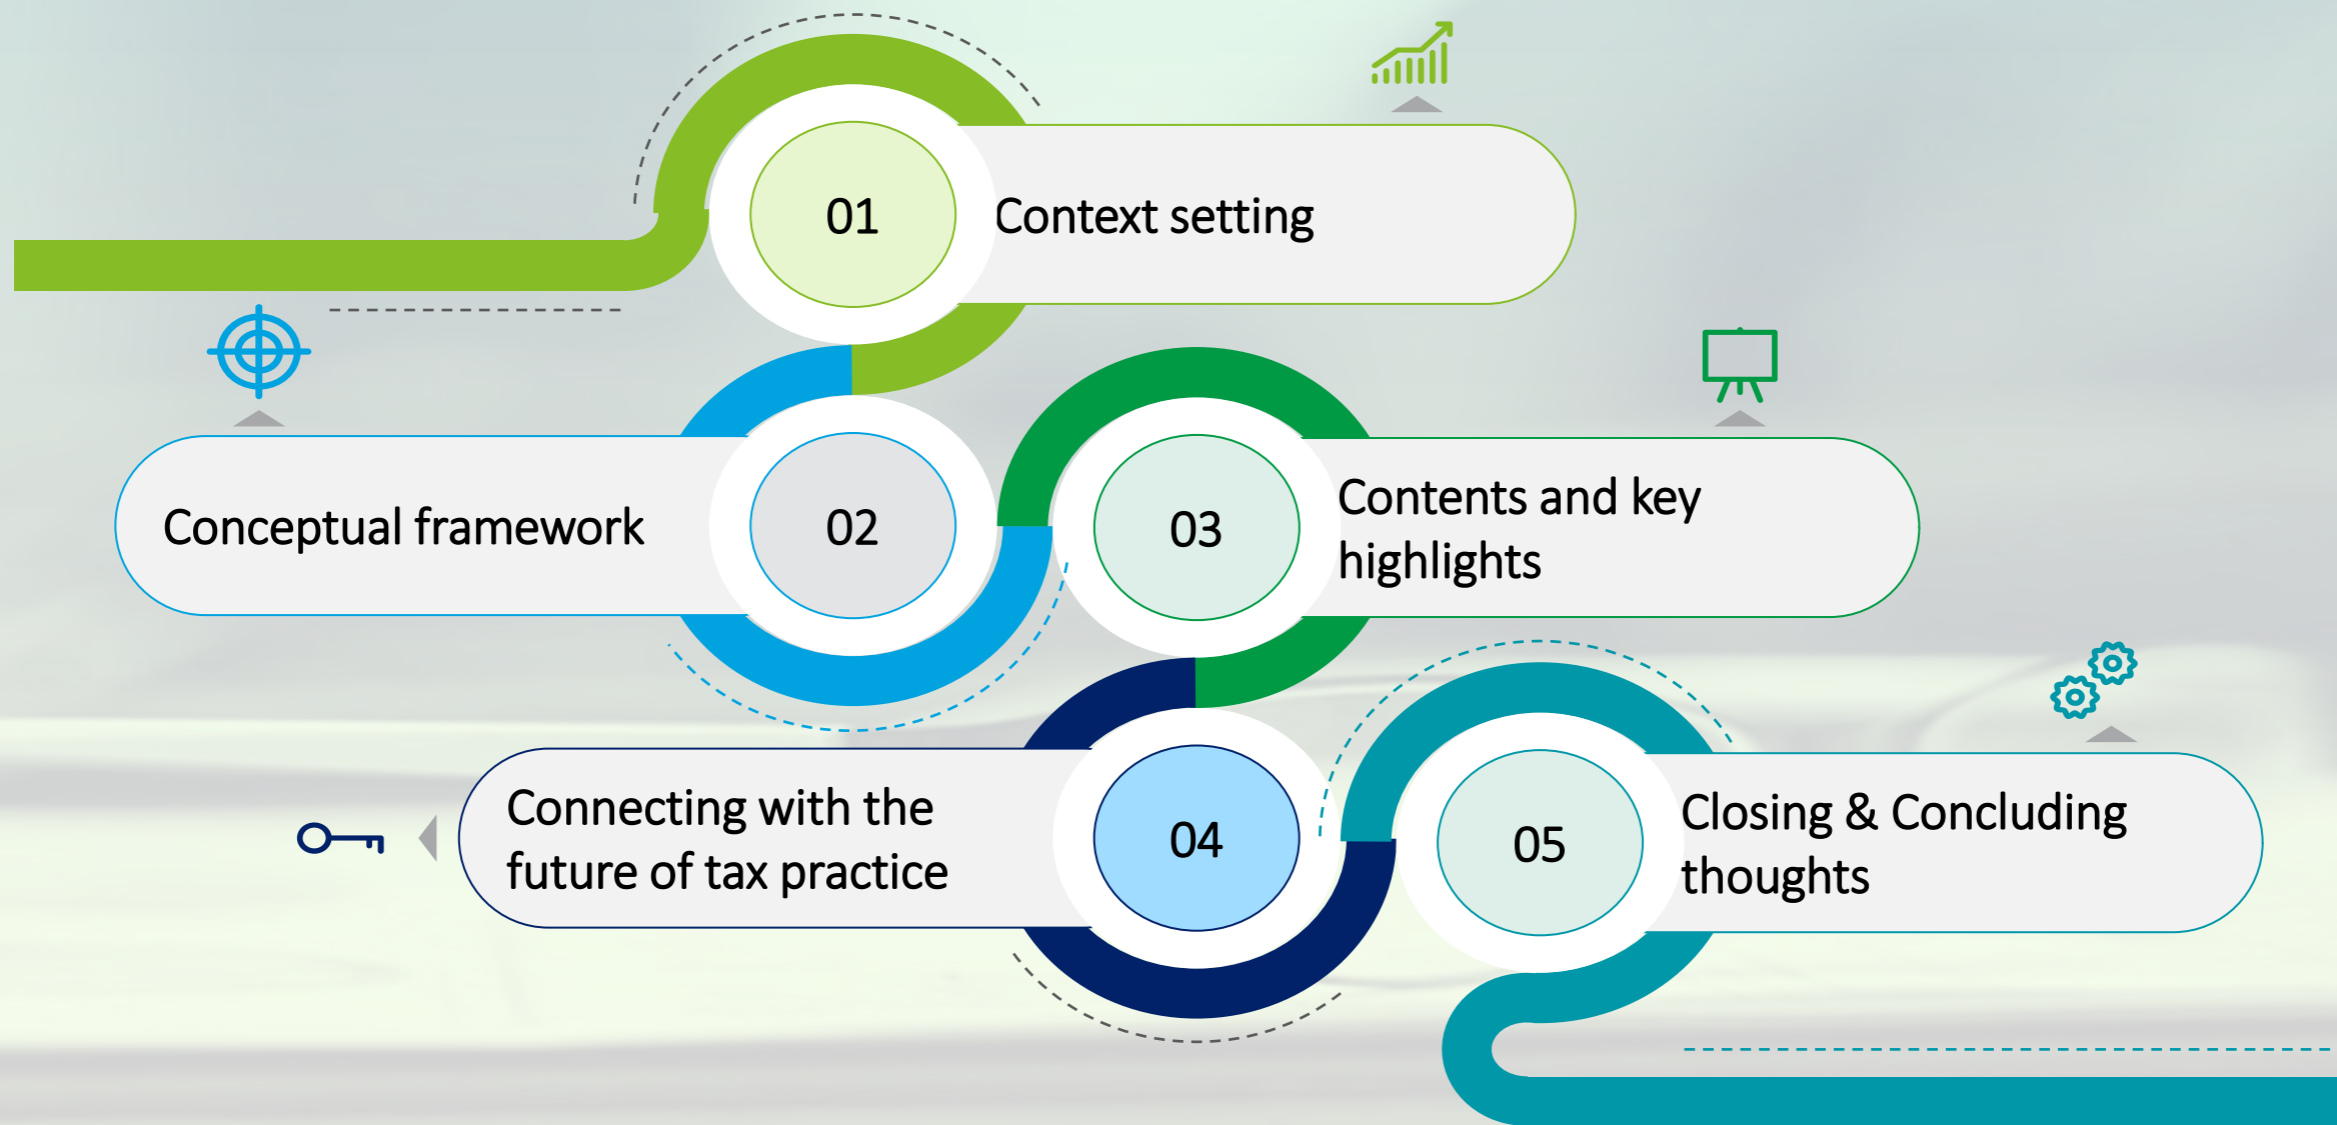 01
Context setting
Conceptual framework
02
03
Contents and key
highlights
Connecting with the
future of tax practice
04
05
Closing & Concluding
thoughts